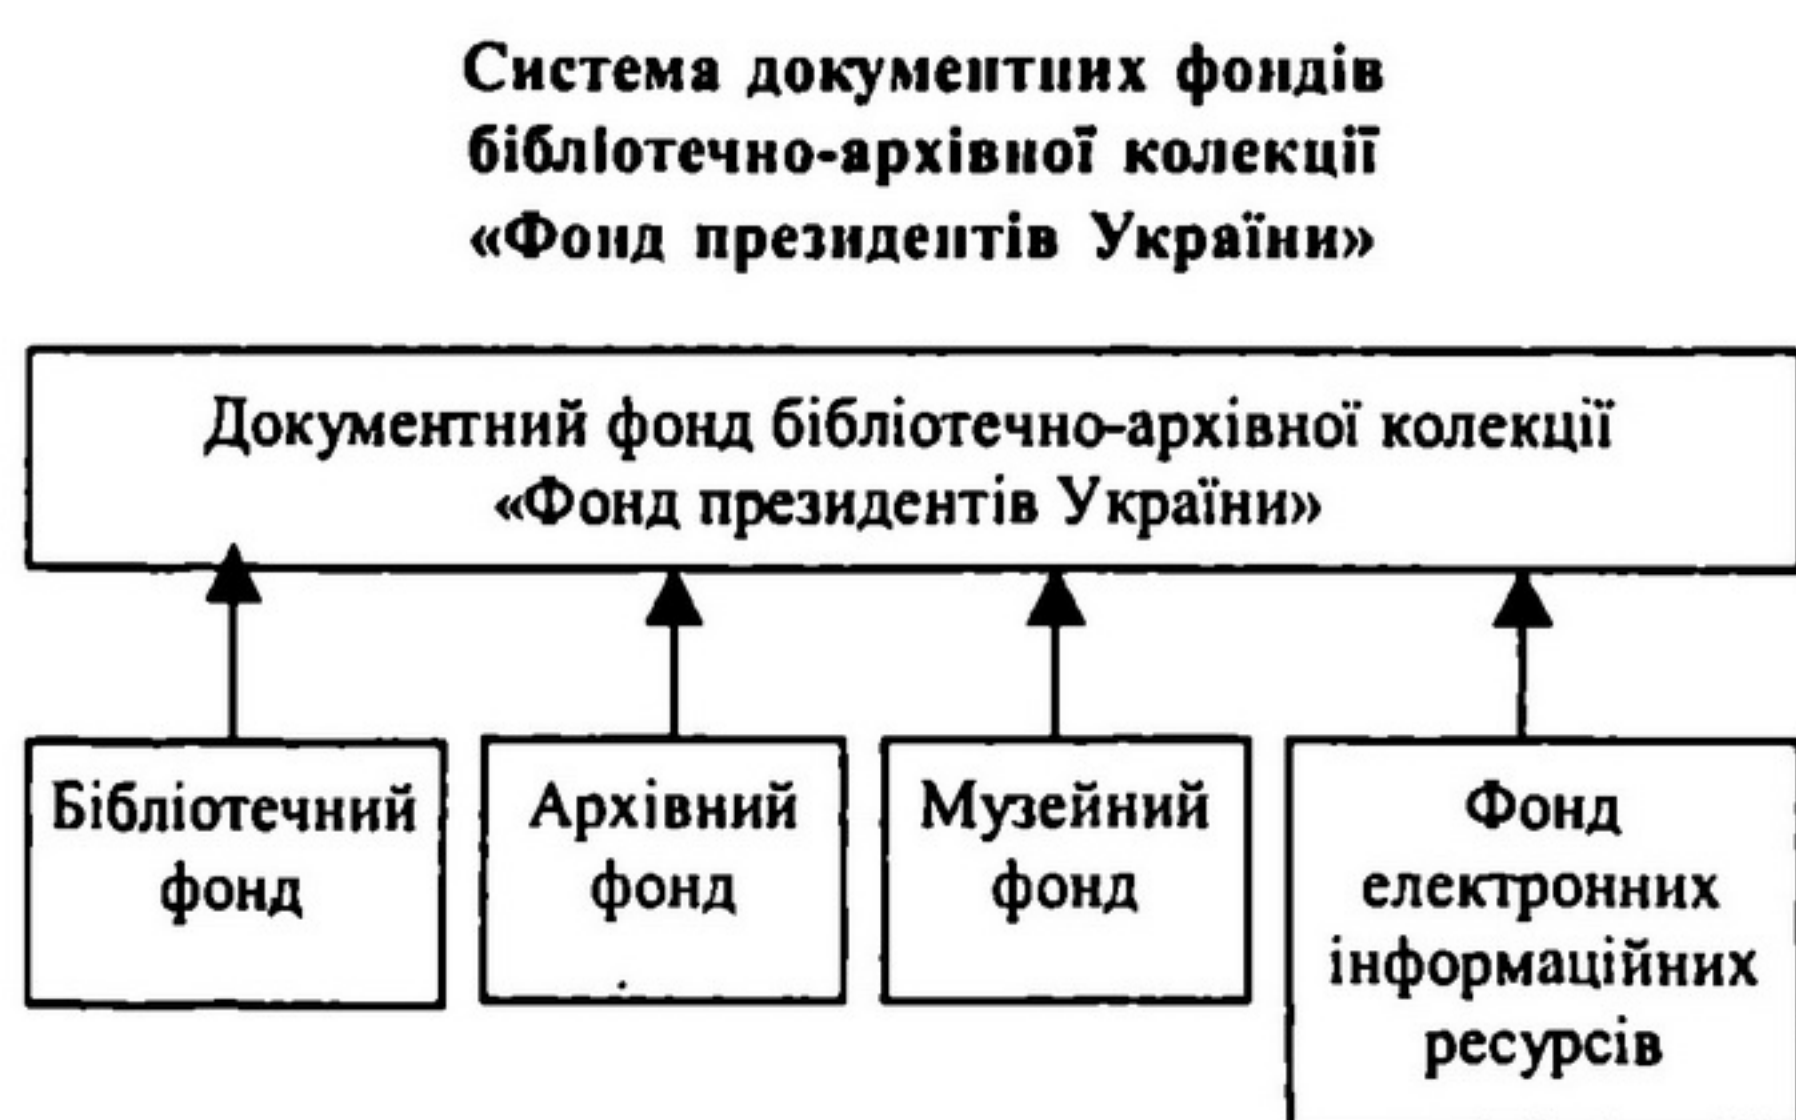 Система документних фондів
бібліотечно-архівної колекції
«Фонд президентів України»
Документний фонд бібліотечно-архівної колекції
«Фонд президентів України»
Бібліотечний
фонд
Архівний
фонд
Музейний
фонд
Фонд
електронних
інформаційних
ресурсів